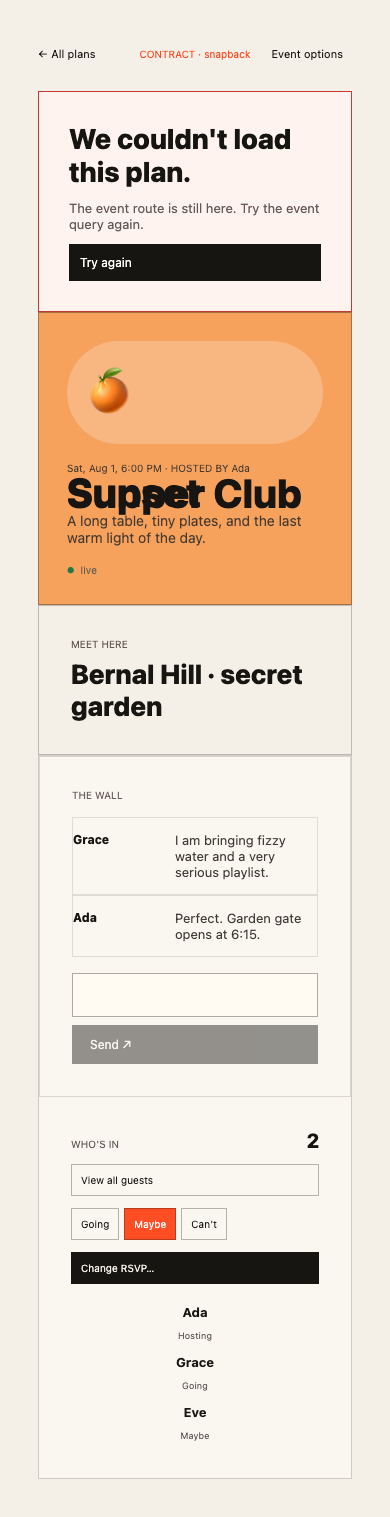 ← All plans
CONTRACT · snapback
Event options
We couldn't load
this plan.
The event route is still here. Try the event
query again.
Try again
Sat, Aug 1, 6:00 PM · HOSTED BY Ada
Club
A long table, tiny plates, and the last
warm light of the day.
live
MEET HERE
Bernal Hill · secret
garden
THE WALL
Grace
I am bringing fizzy
water and a very
serious playlist.
Ada
Perfect. Garden gate
opens at 6:15.
Send ↗
WHO'S IN
2
View all guests
Going
Maybe
Can't
Change RSVP...
Ada
Hosting
Grace
Going
Eve
Maybe